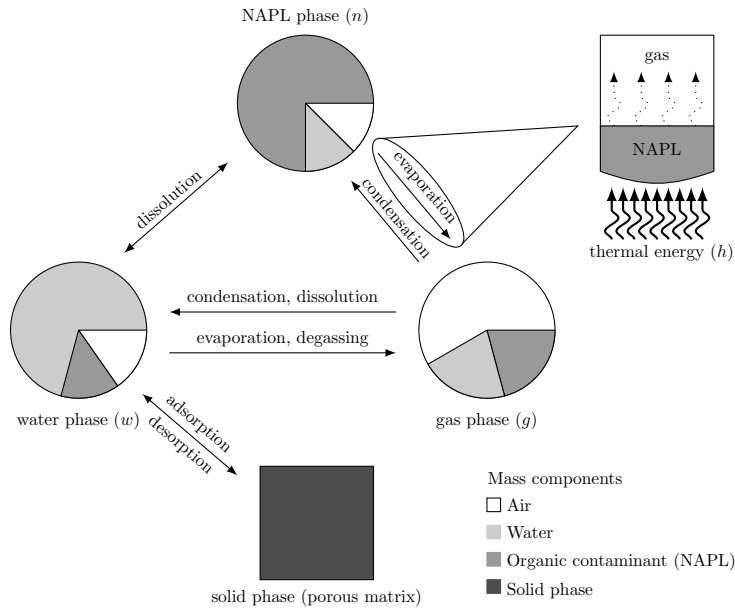 NAPL phase (n)
gas
NAPL
thermal energy (h)
evaporation
condensation
dissolution
condensation, dissolution
evaporation, degassing
water phase (w)
gas phase (g)
adsorption
desorption
solid phase (porous matrix)
Mass components
Air
Water
Organic contaminant (NAPL)
Solid phase